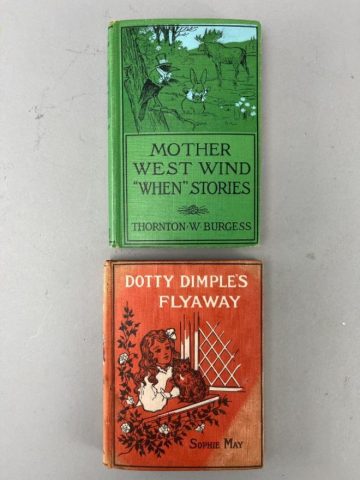 MOTHER
WEST WIND
"WHEN" STORIES
THORNTON·W BURGESS
DOTTY DIMPLE'S
FLYAWAY
SOPHIE MAY